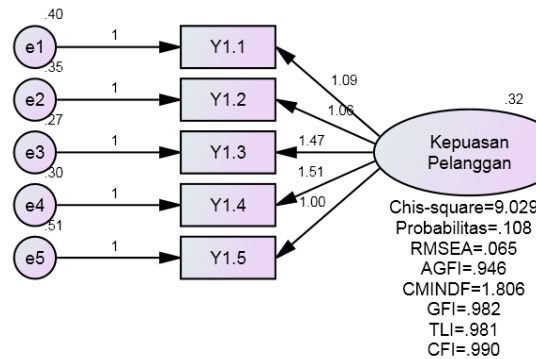 .40
e1 1 Y1.1
.35
e2 1 Y1.2
.27
e3 1 Y1.3
.30
e4 1 Y1.4
.51
e5 1 Y1.5
1.09
1.06
1.47
1.51
1.00
.32
Kepuasan
Pelanggan
Chis-square=9.029
Probabilitas=.108
RMSEA=.065
AGFI=.946
CMINDF=1.806
GFI=.982
TLI=.981
CFI=.990